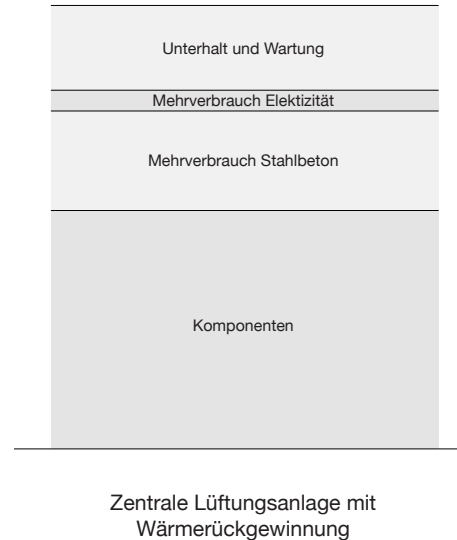 Unterhalt und Wartung
Mehrverbrauch Elektizität
Mehrverbrauch Stahlbeton
Komponenten
Zentrale Lüftungsanlage mit
Wärmerückgewinnung